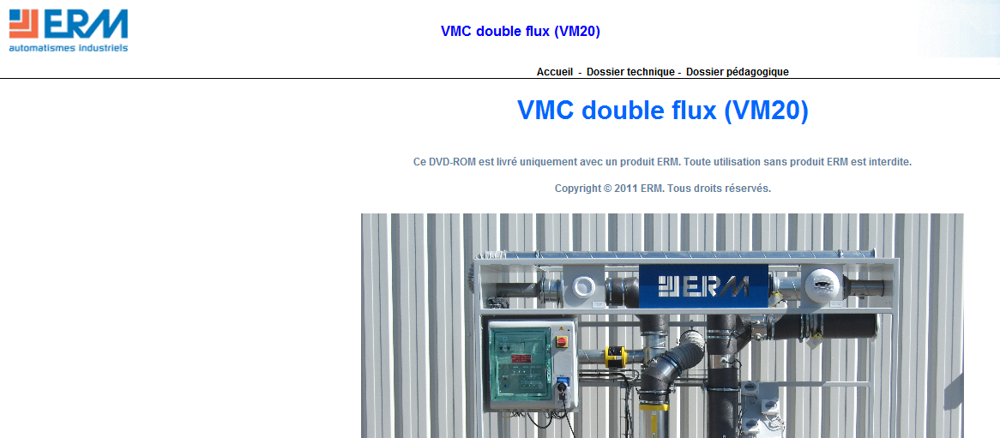 ERM
automatismes industriels
VMC double flux (VM20)
Accueil - Dossier technique - Dossier pédagogique
VMC double flux (VM20)
Ce DVD-ROM est livré uniquement avec un produit ERM. Toute utilisation sans produit ERM est interdite.
Copyright © 2011 ERM. Tous droits réservés.
ERM